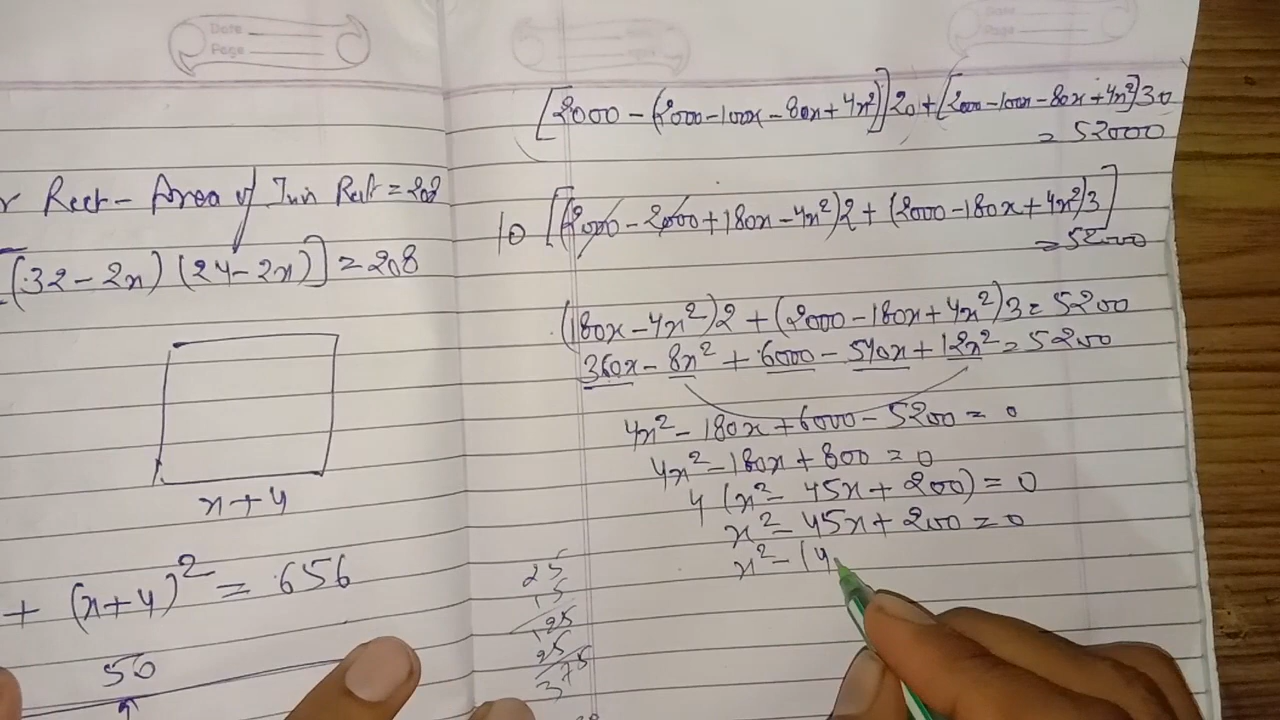 Date
Page
r Rect - Area of Inn Rect = 208
[(32 - 2x) (24 - 2x)] = 208
x + 4
+ (x+4)² = 656
50
[2000 - (2000 - 100x - 80x + 4x²)] 20 + [2000 - 100x - 80x + 4x²] 30
= 52000
10 [(2000 - 2000 + 180x - 4x²) 2 + (2000 - 180x + 4x²) 3]
= 52000
(180x - 4x²) 2 + (2000 - 180x + 4x²) 3 = 5200
360x - 8x² + 6000 - 540x + 12x² = 5200
4x² - 180x + 6000 - 5200 = 0
4x² - 180x + 800 = 0
4 (x² - 45x + 200) = 0
x² - 45x + 200 = 0
x² - (4
25
15
125
25
375